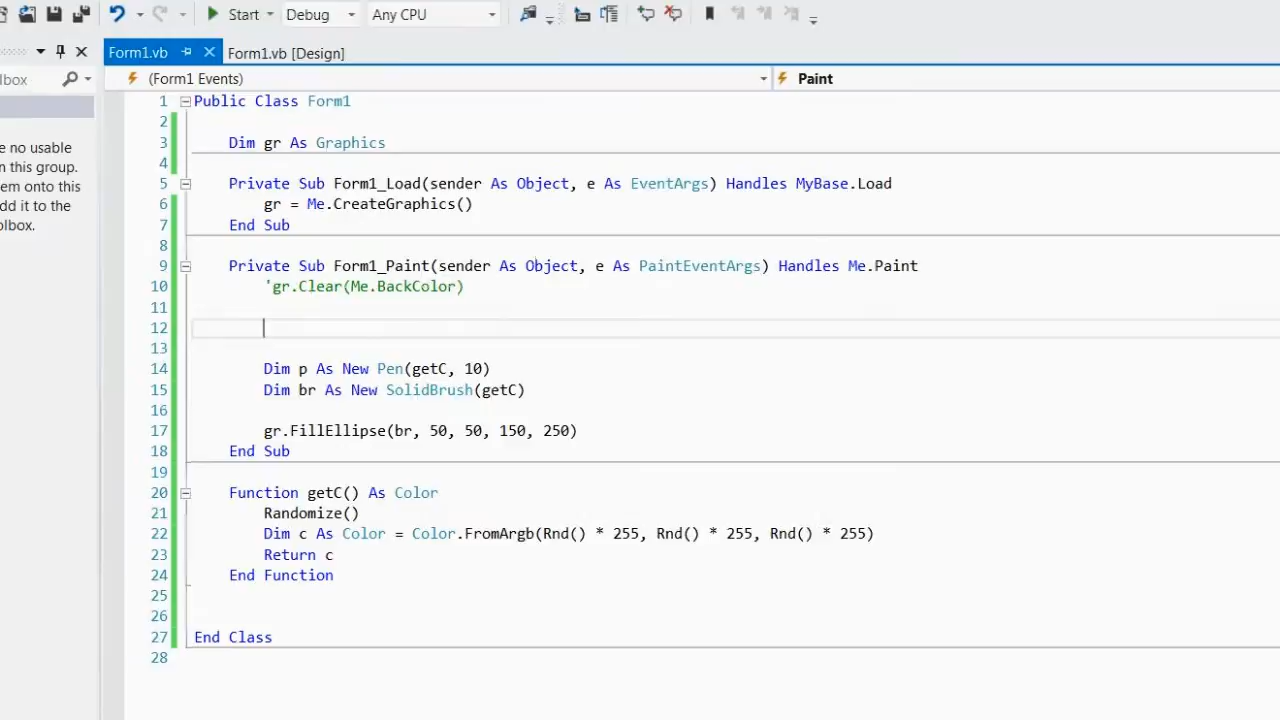 Start Debug Any CPU
Form1.vb Form1.vb [Design]
(Form1 Events) Paint
lbox
e no usable
n this group.
em onto this
dd it to the
olbox.
1 Public Class Form1
2
3 Dim gr As Graphics
4
5 Private Sub Form1_Load(sender As Object, e As EventArgs) Handles MyBase.Load
6 gr = Me.CreateGraphics()
7 End Sub
8
9 Private Sub Form1_Paint(sender As Object, e As PaintEventArgs) Handles Me.Paint
10 'gr.Clear(Me.BackColor)
11
12
13
14 Dim p As New Pen(getC, 10)
15 Dim br As New SolidBrush(getC)
16
17 gr.FillEllipse(br, 50, 50, 150, 250)
18 End Sub
19
20 Function getC() As Color
21 Randomize()
22 Dim c As Color = Color.FromArgb(Rnd() * 255, Rnd() * 255, Rnd() * 255)
23 Return c
24 End Function
25
26
27 End Class
28